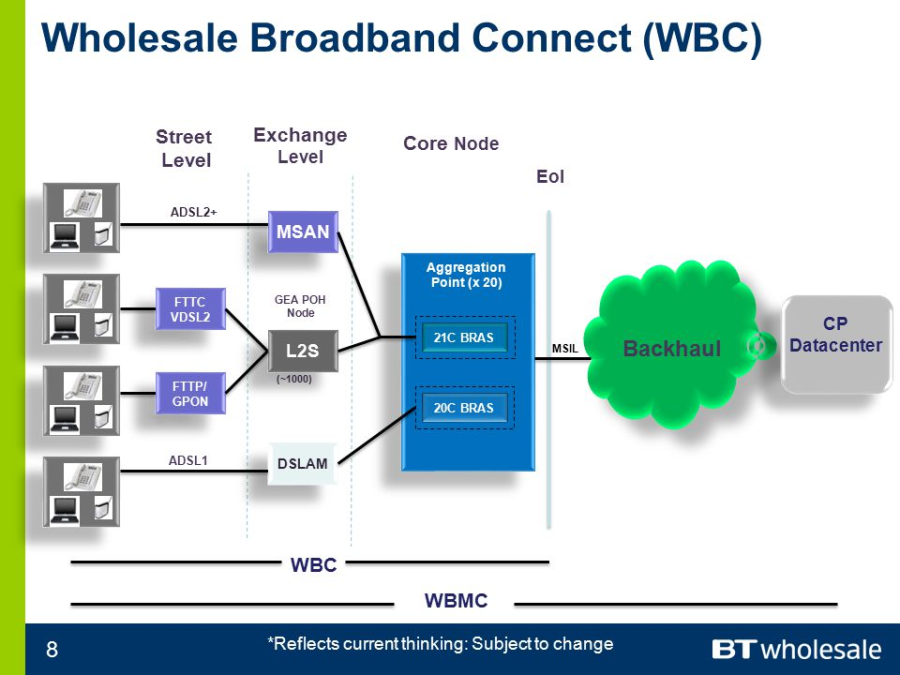 Wholesale Broadband Connect (WBC)
Street
Level
Exchange
Level
Core Node
EoI
ADSL2+
MSAN
Aggregation
Point (x 20)
FTTC
VDSL2
GEA POH
Node
21C BRAS
L2S
(~1000)
MSIL
Backhaul
CP
Datacenter
FTTP/
GPON
20C BRAS
ADSL1
DSLAM
WBC
WBMC
8
*Reflects current thinking: Subject to change
BT wholesale